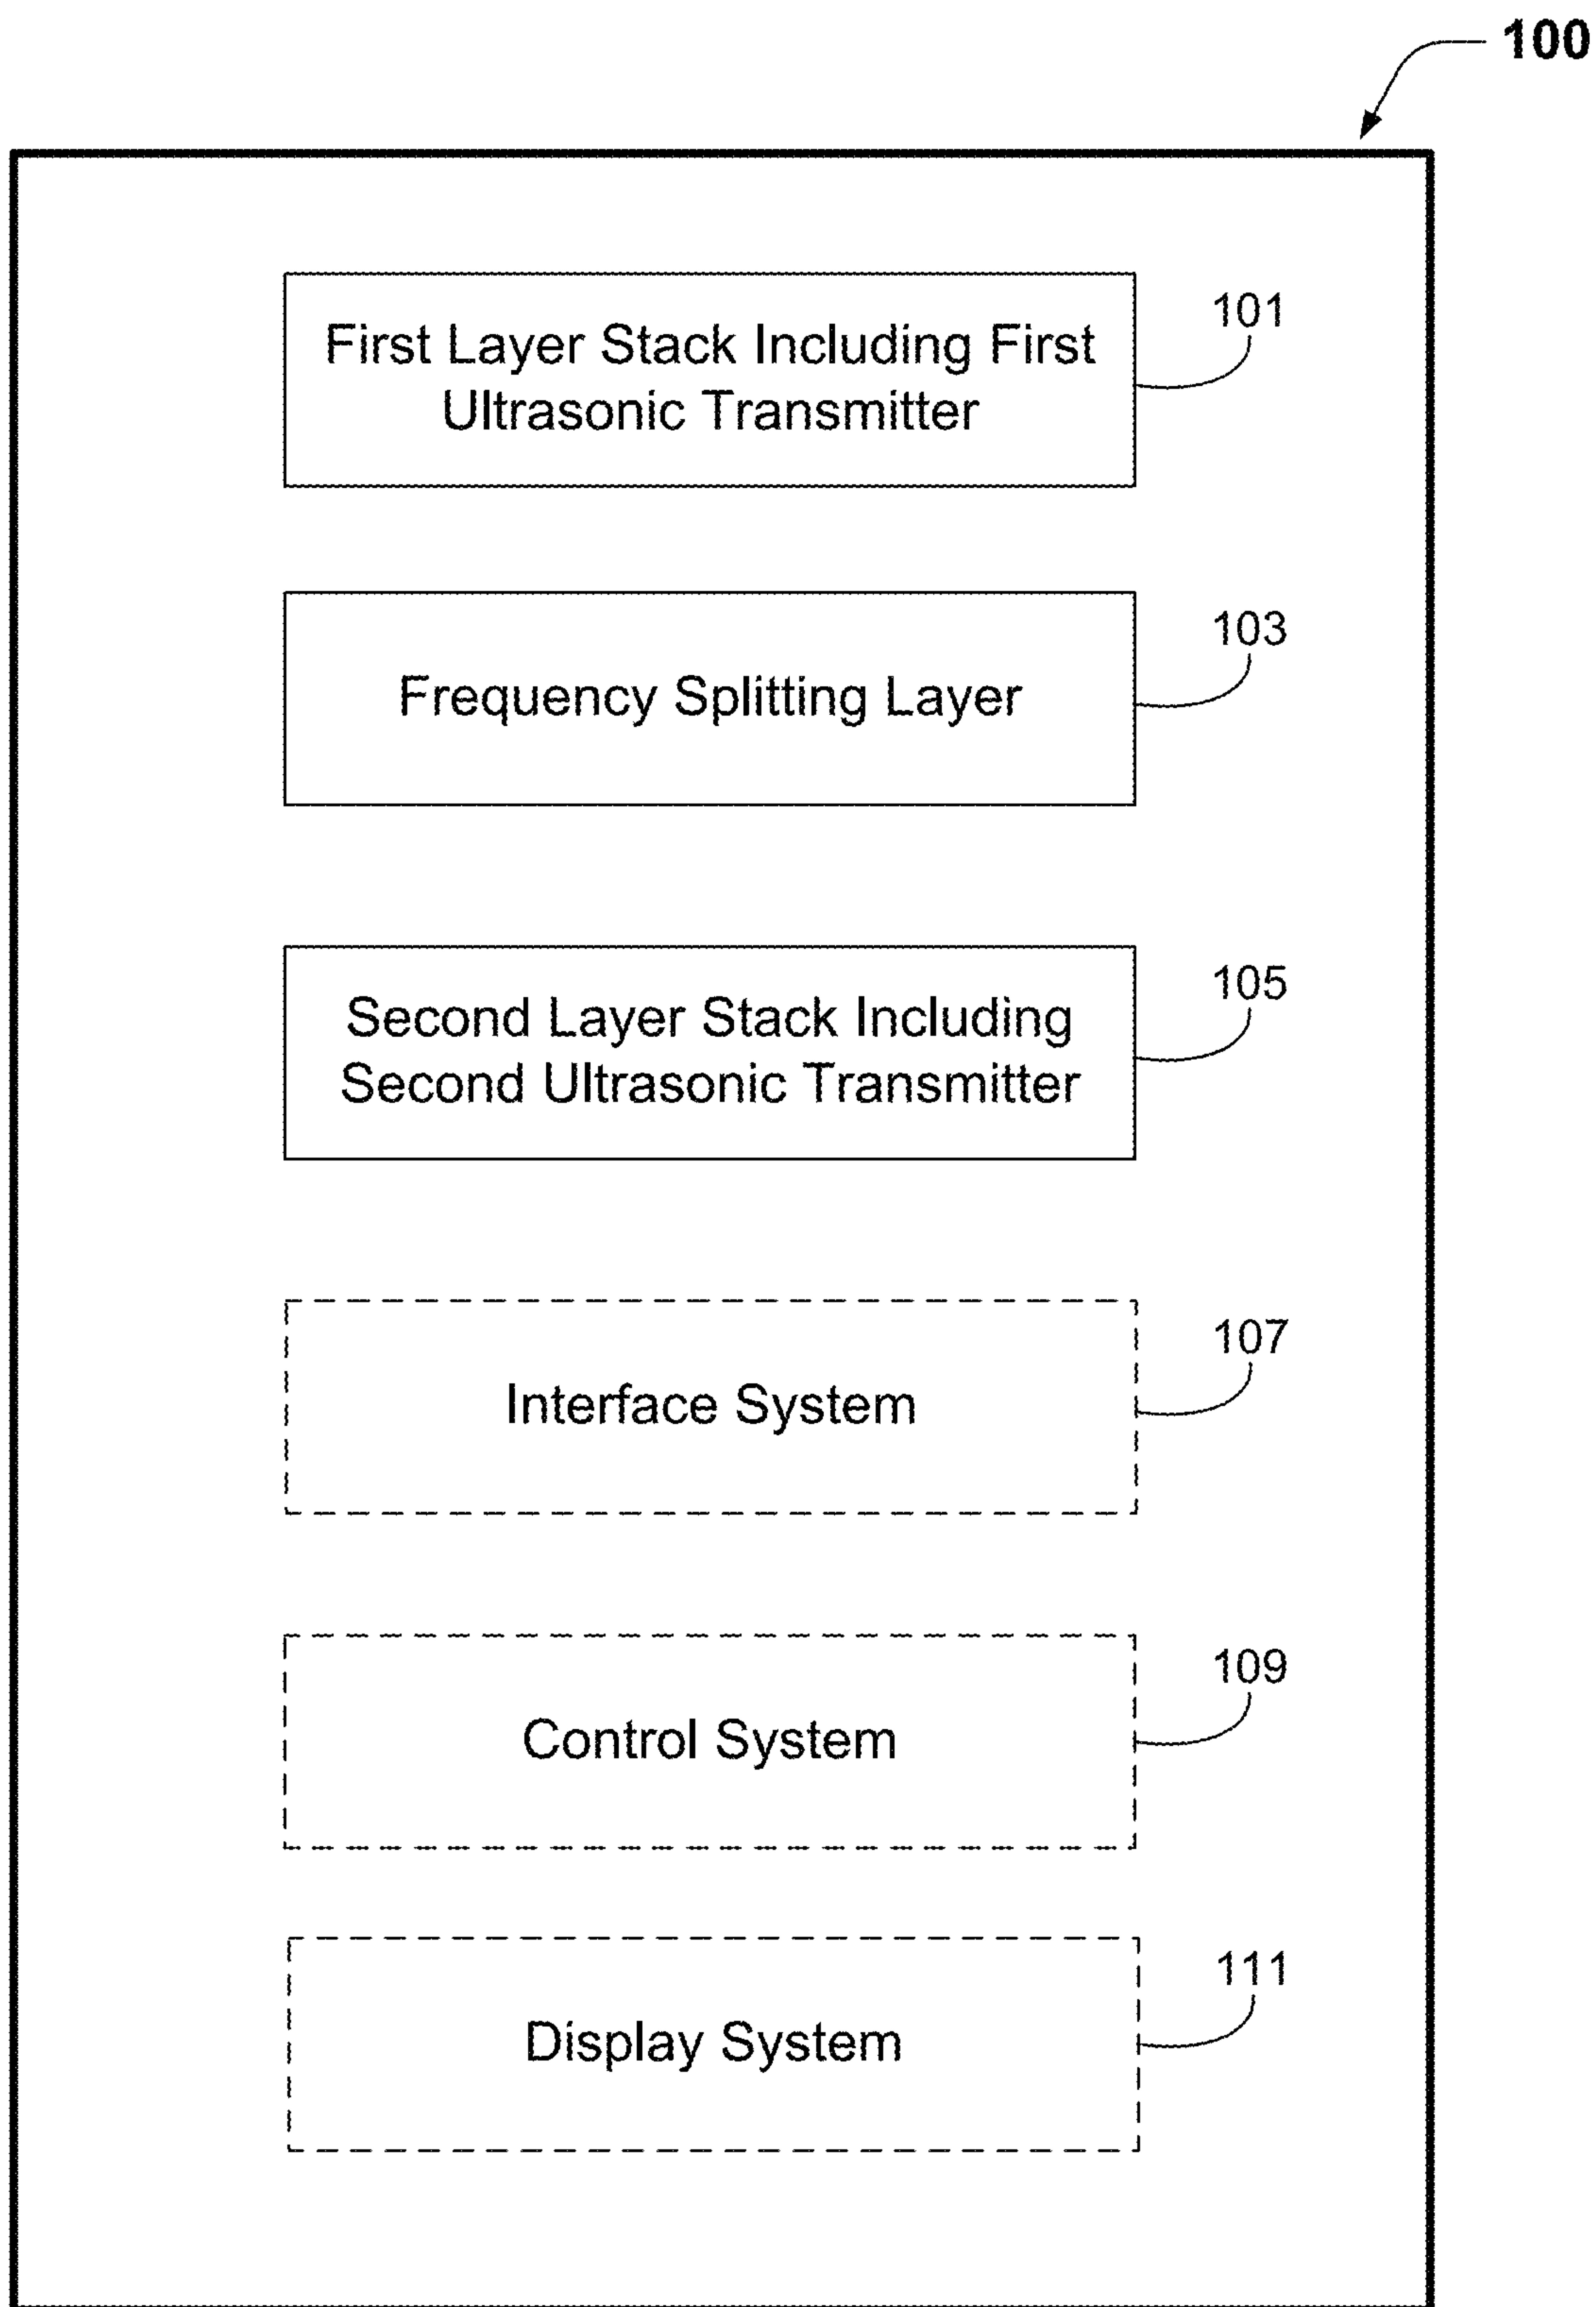 100
First Layer Stack Including First
Ultrasonic Transmitter
101
Frequency Splitting Layer
103
Second Layer Stack Including
Second Ultrasonic Transmitter
105
Interface System
107
Control System
109
Display System
111